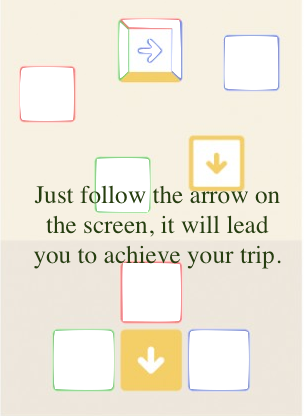 Just follow the arrow on
the screen, it will lead
you to achieve your trip.